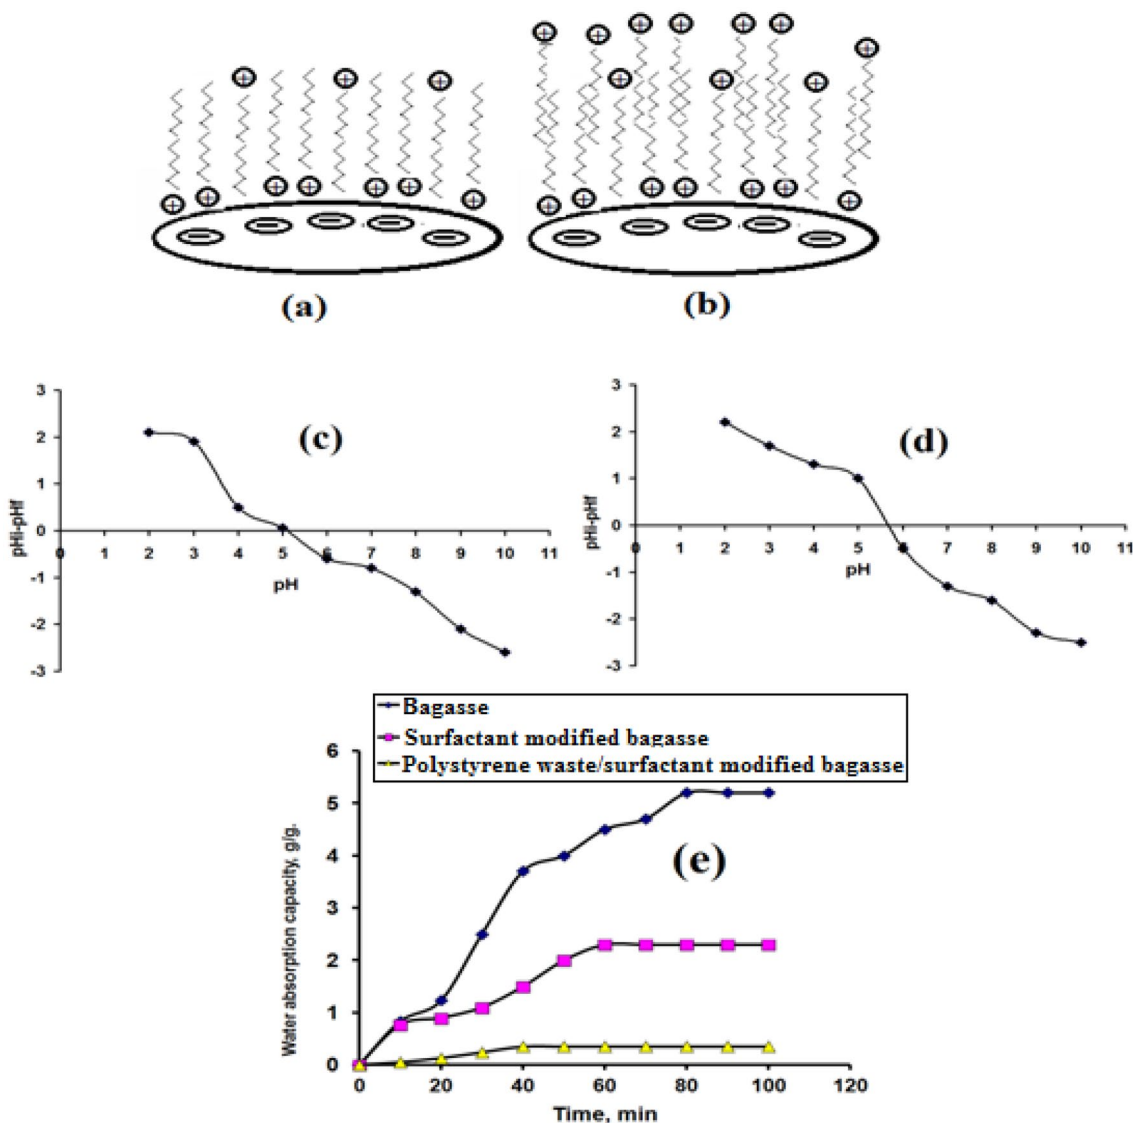 + + + + + + + + +
+ + + + +
+ + + + + + + + + + + + + + + +
− − − − − − − − − −
(a) (b)
3
2
1
0
-1
-2
-3
pHi-pHf
0 1 2 3 4 5 6 7 8 9 10 11
pH
(c)
3
2
1
0
-1
-2
-3
pHi-pHf
0 1 2 3 4 5 6 7 8 9 10 11
pH
(d)
Bagasse
Surfactant modified bagasse
Polystyrene waste/surfactant modified bagasse
6
5
4
3
2
1
0
Water absorption capacity, g/g.
(e)
0 20 40 60 80 100 120
Time, min